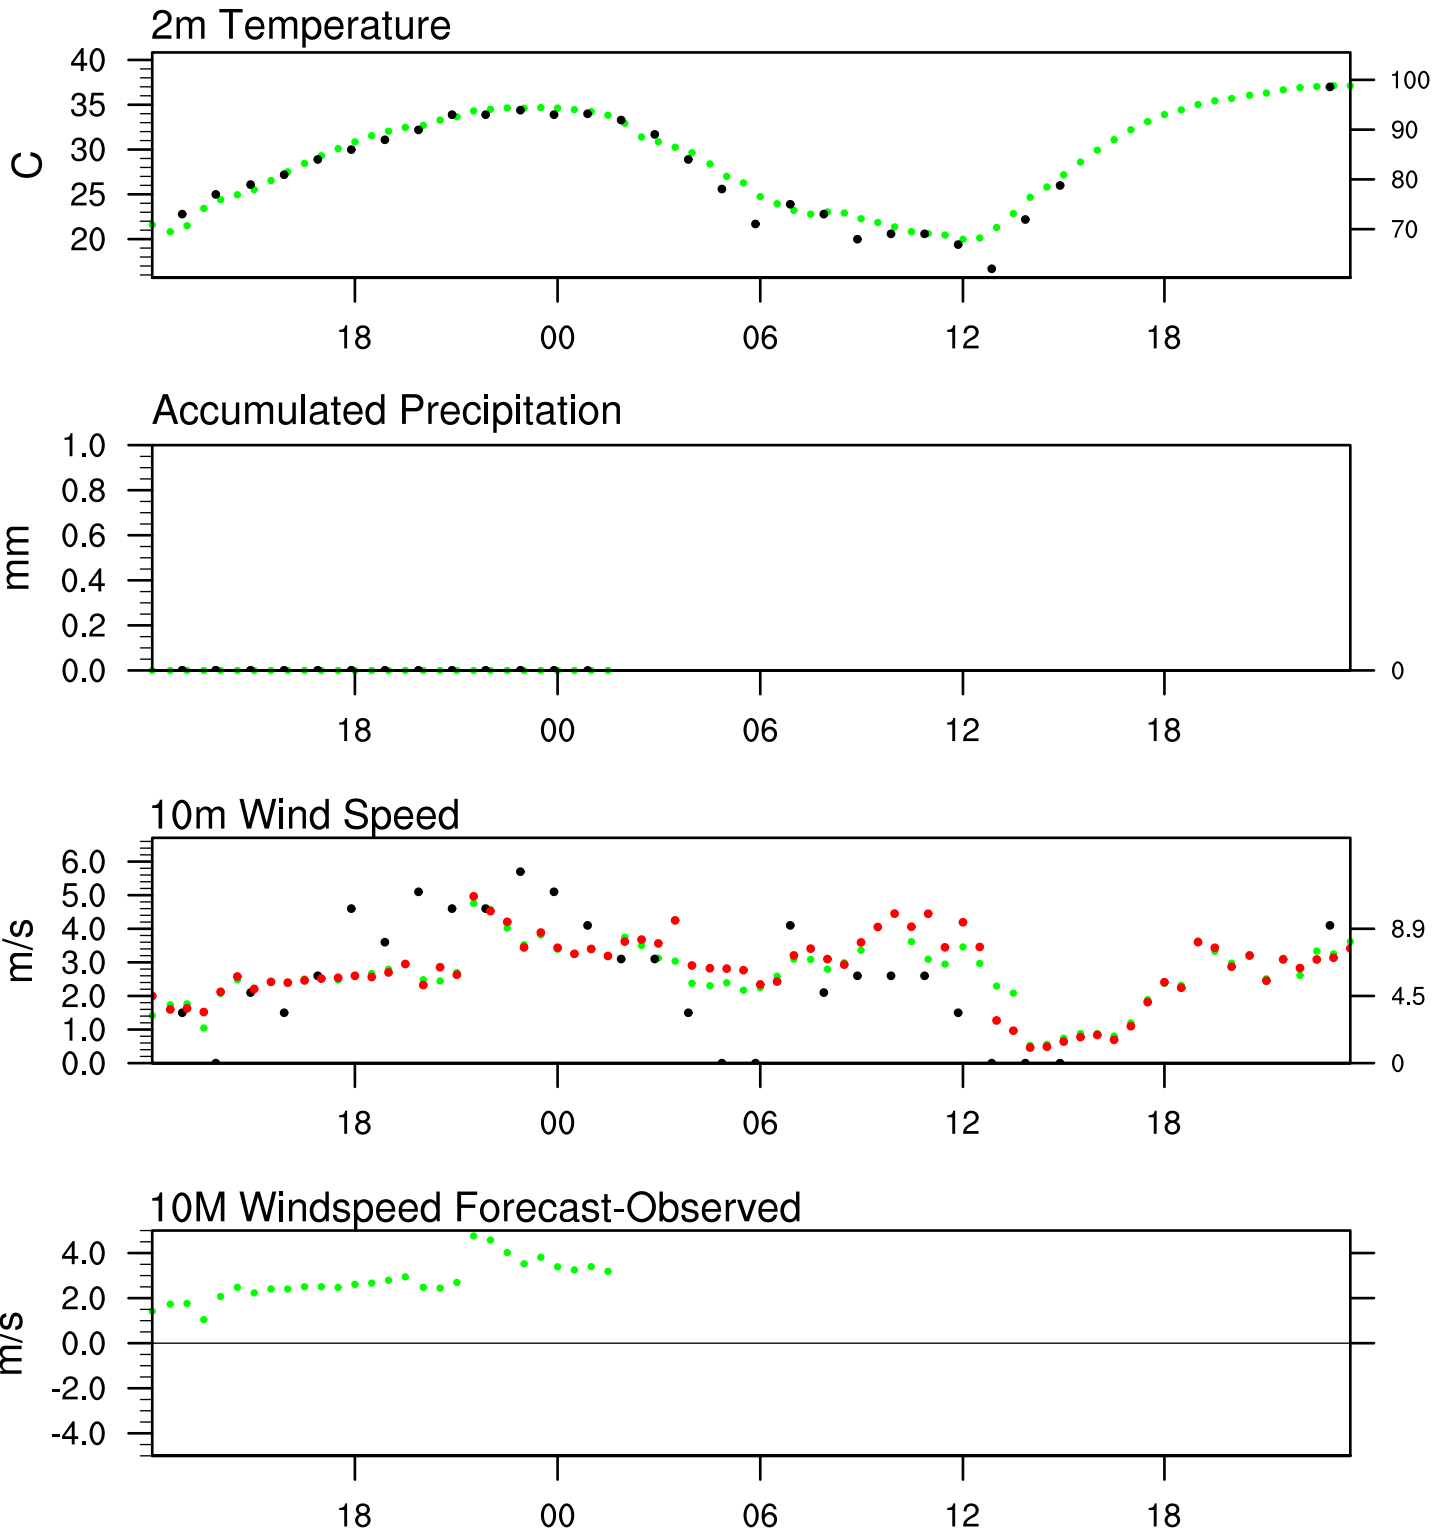 2m Temperature
40
35
30
25
20
C
100
90
80
70
18 00 06 12 18
Accumulated Precipitation
1.0
0.8
0.6
0.4
0.2
0.0
mm
0
18 00 06 12 18
10m Wind Speed
6.0
5.0
4.0
3.0
2.0
1.0
0.0
m/s
8.9
4.5
0
18 00 06 12 18
10M Windspeed Forecast-Observed
4.0
2.0
0.0
-2.0
-4.0
m/s
18 00 06 12 18